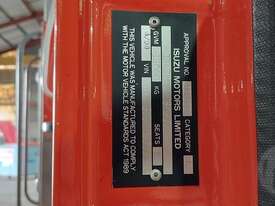 APPROVAL NO.
CATEGORY
ISUZU MOTORS LIMITED
GVM
KG
SEATS
VIN
THIS VEHICLE WAS MANUFACTURED TO COMPLY
WITH THE MOTOR VEHICLE STANDARDS ACT 1989